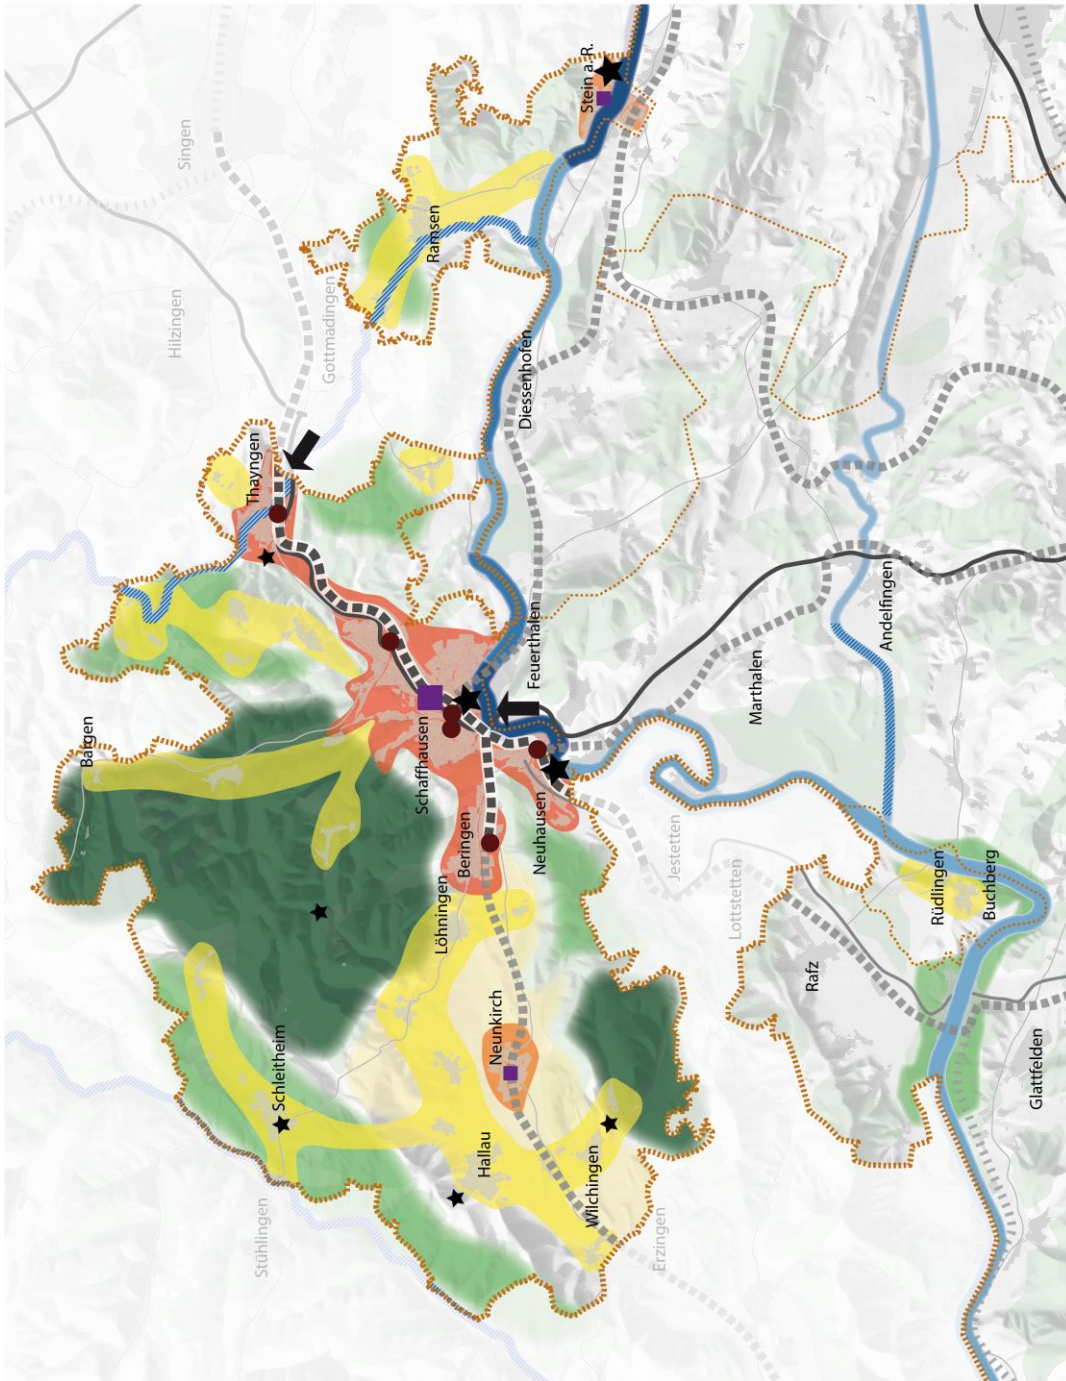 Bargen
Schleitheim
Stühlingen
Thayngen
Hilzingen
Singen
Gottmadingen
Ramsen
Stein a. R.
Schaffhausen
Beringen
Löhningen
Neunkirch
Hallau
Wilchingen
Erzingen
Neuhausen
Feuerthalen
Diessenhofen
Jestetten
Lottstetten
Marthalen
Andelfingen
Rafz
Rüdlingen
Buchberg
Glattfelden